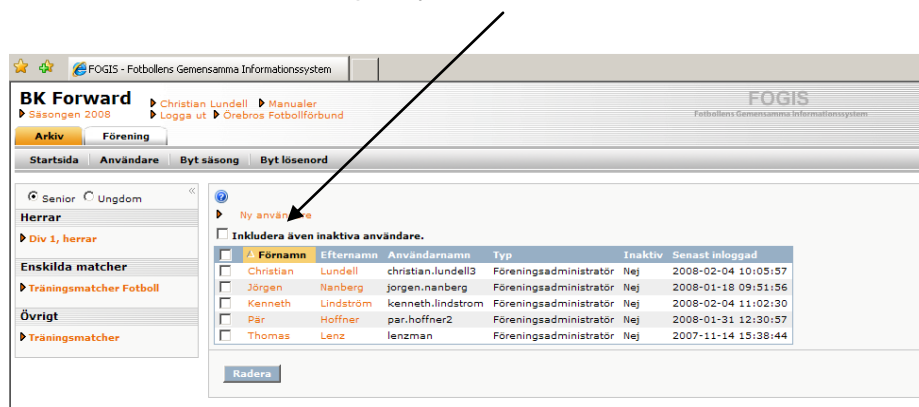 FOGIS - Fotbollens Gemensamma Informationssystem
BK Forward
Säsongen 2008
Christian Lundell Manualer
Logga ut Örebros Fotbollförbund
FOGIS
Fotbollens Gemensamma Informationssystem
Arkiv Förening
Startsida Användare Byt säsong Byt lösenord
Senior Ungdom «
Herrar
Div 1, herrar
Enskilda matcher
Träningsmatcher Fotboll
Övrigt
Träningsmatcher
Ny användare
Inkludera även inaktiva användare.
Förnamn Efternamn Användarnamn Typ Inaktiv Senast inloggad
Christian Lundell christian.lundell3 Föreningsadministratör Nej 2008-02-04 10:05:57
Jörgen Nanberg jorgen.nanberg Föreningsadministratör Nej 2008-01-18 09:51:56
Kenneth Lindström kenneth.lindstrom Föreningsadministratör Nej 2008-02-04 11:02:30
Pär Hoffner par.hoffner2 Föreningsadministratör Nej 2008-01-31 12:30:57
Thomas Lenz lenzman Föreningsadministratör Nej 2007-11-14 15:38:44
Radera